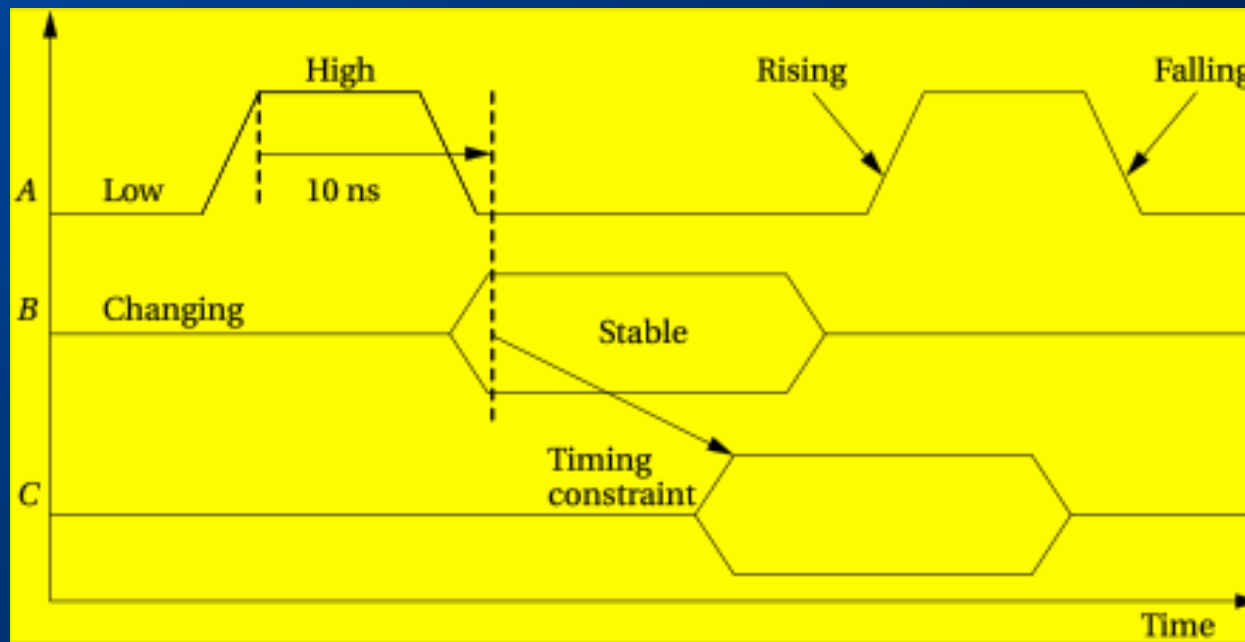 High
Rising
Falling
A
Low
10 ns
B
Changing
Stable
Timing
constraint
C
Time